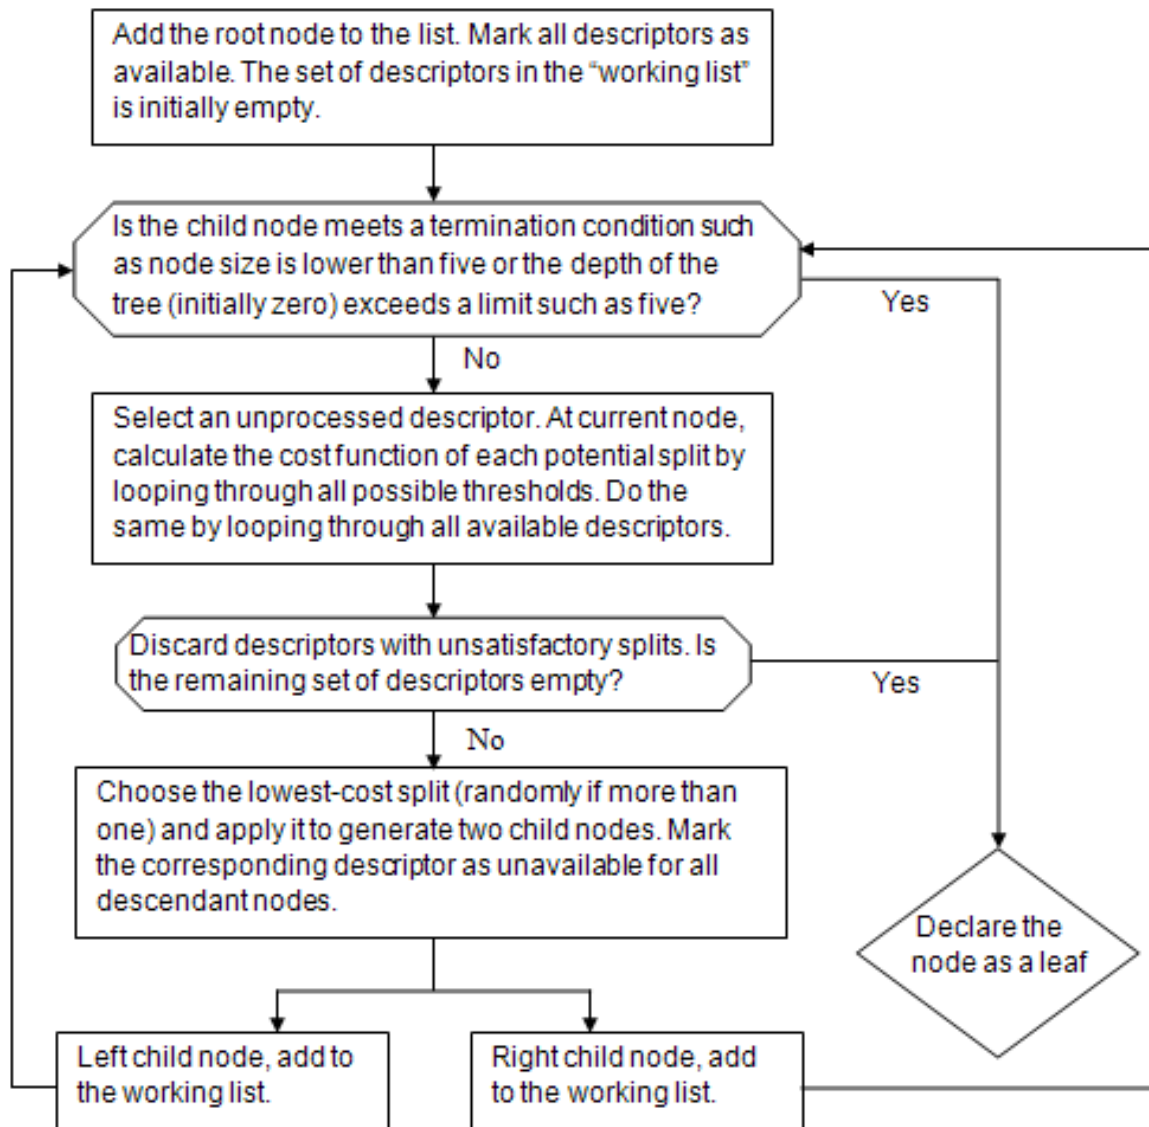 Add the root node to the list. Mark all descriptors as
available. The set of descriptors in the “working list”
is initially empty.
Is the child node meets a termination condition such
as node size is lower than five or the depth of the
tree (initially zero) exceeds a limit such as five?
Yes
No
Select an unprocessed descriptor. At current node,
calculate the cost function of each potential split by
looping through all possible thresholds. Do the
same by looping through all available descriptors.
Discard descriptors with unsatisfactory splits. Is
the remaining set of descriptors empty?
Yes
No
Choose the lowest-cost split (randomly if more than
one) and apply it to generate two child nodes. Mark
the corresponding descriptor as unavailable for all
descendant nodes.
Declare the
node as a leaf
Left child node, add to
the working list.
Right child node, add
to the working list.